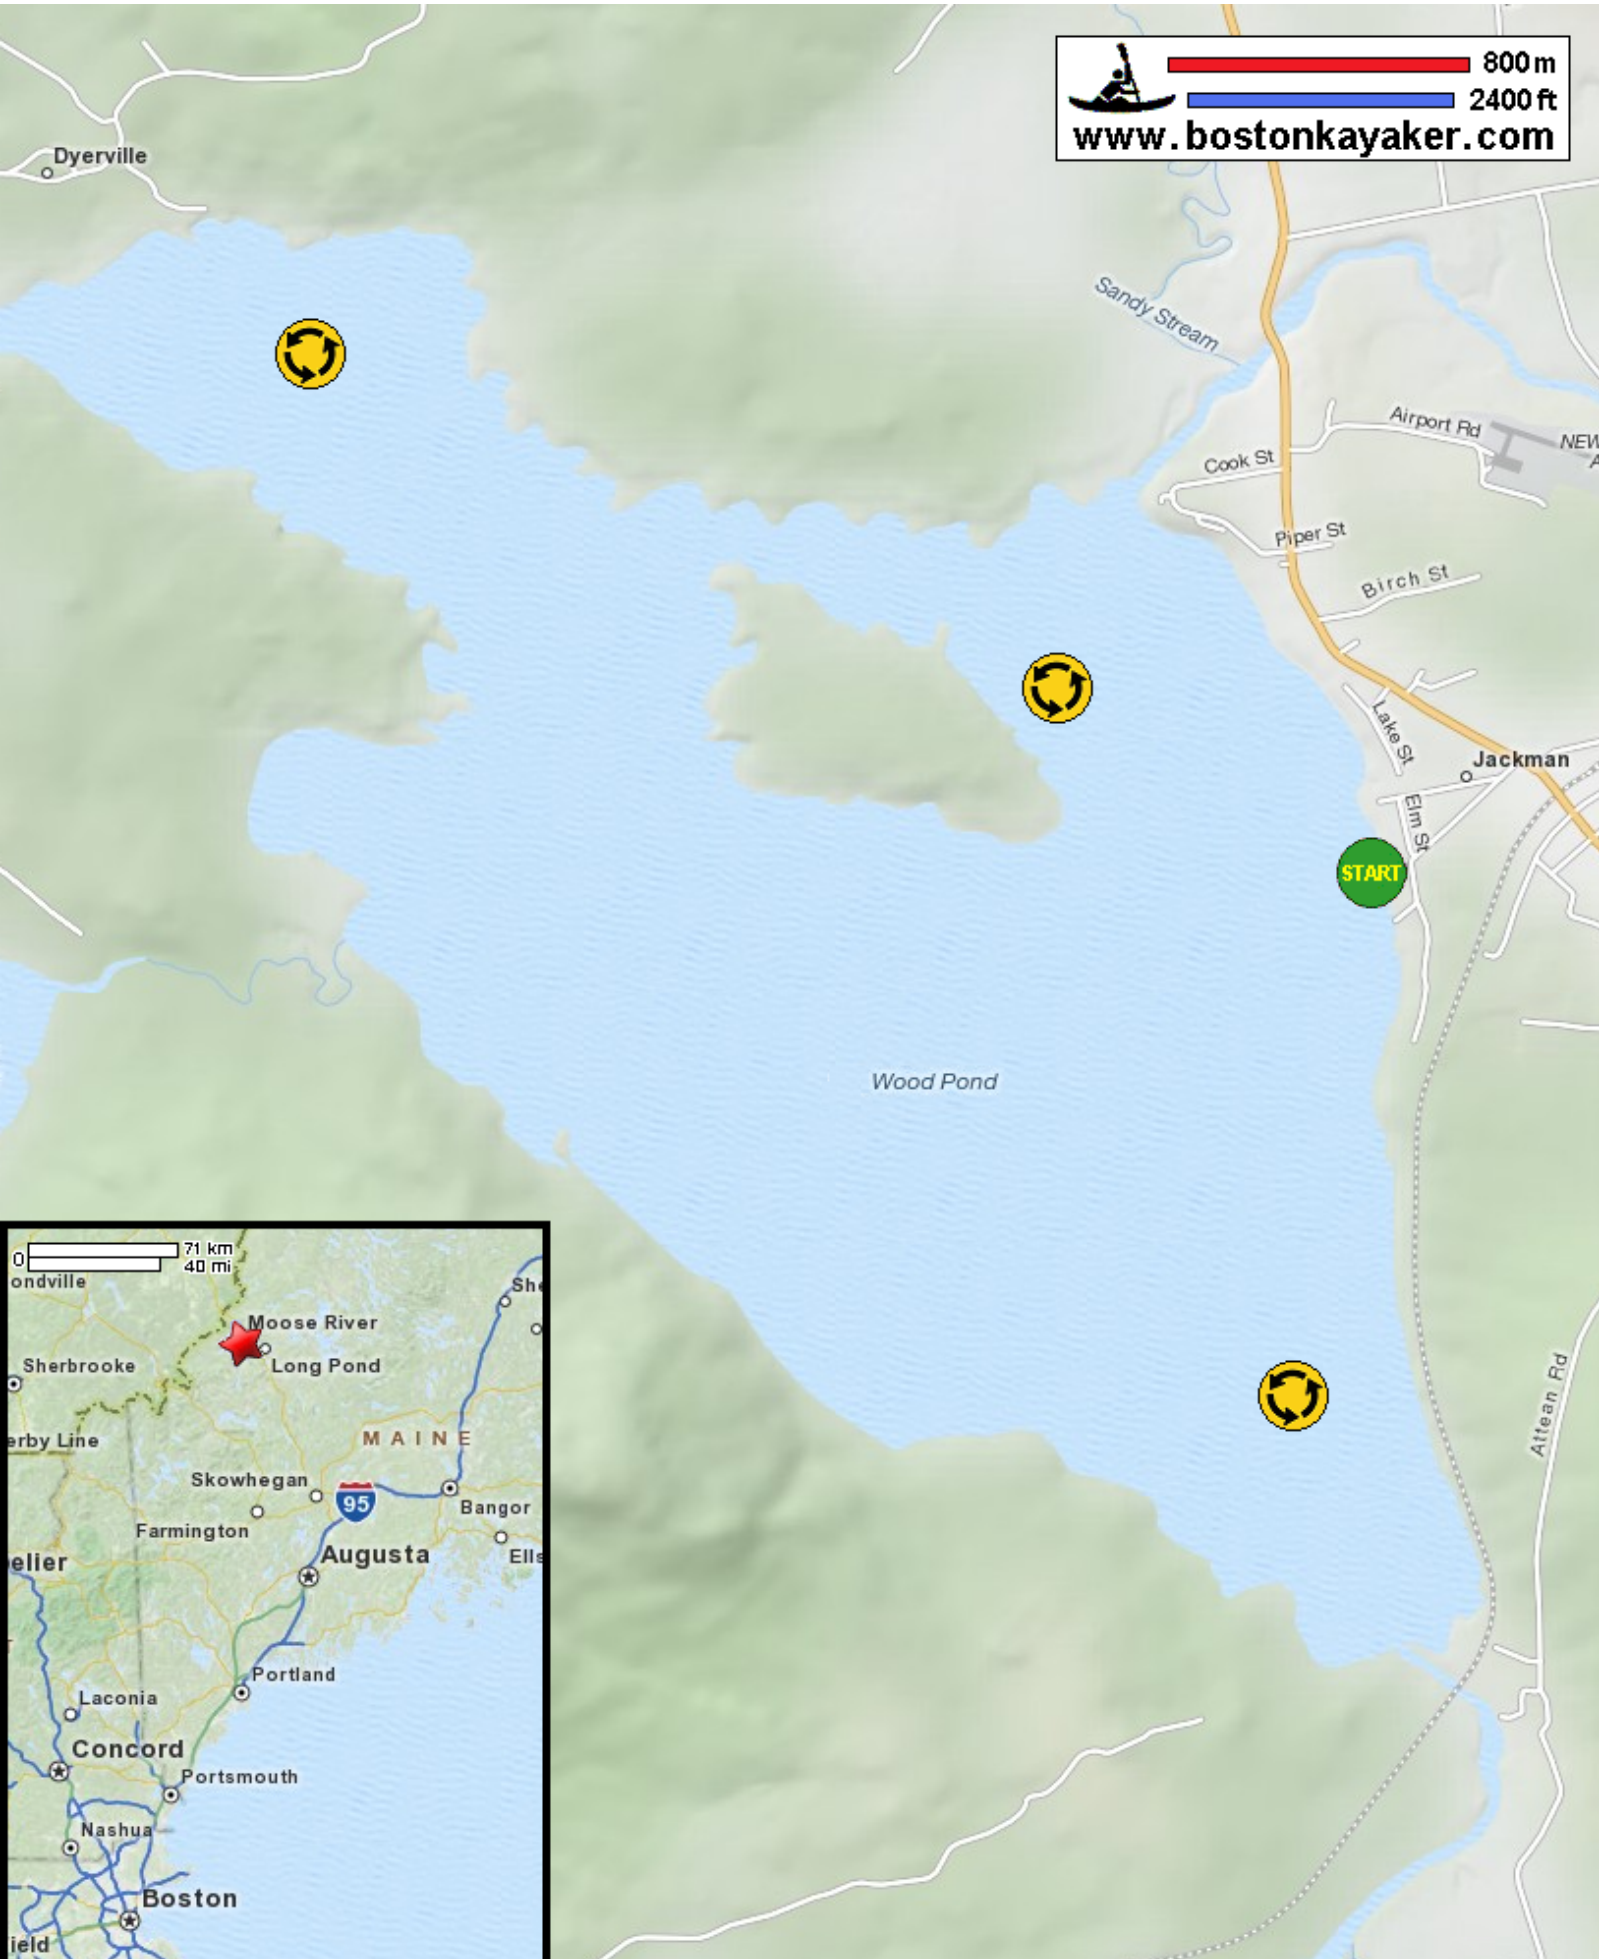 800 m
2400 ft
www.bostonkayaker.com
Dyerville
Sandy Stream
Airport Rd
Cook St
Piper St
Birch St
Lake St
Jackman
Elm St
START
Wood Pond
Attean Rd
0
71 km
40 mi
ondville
Moose River
Long Pond
Sherbrooke
erby Line
MAINE
Skowhegan
95
Bangor
Farmington
Augusta
elier
Portland
Laconia
Concord
Portsmouth
Nashua
Boston
ield
NEW
She
Ells